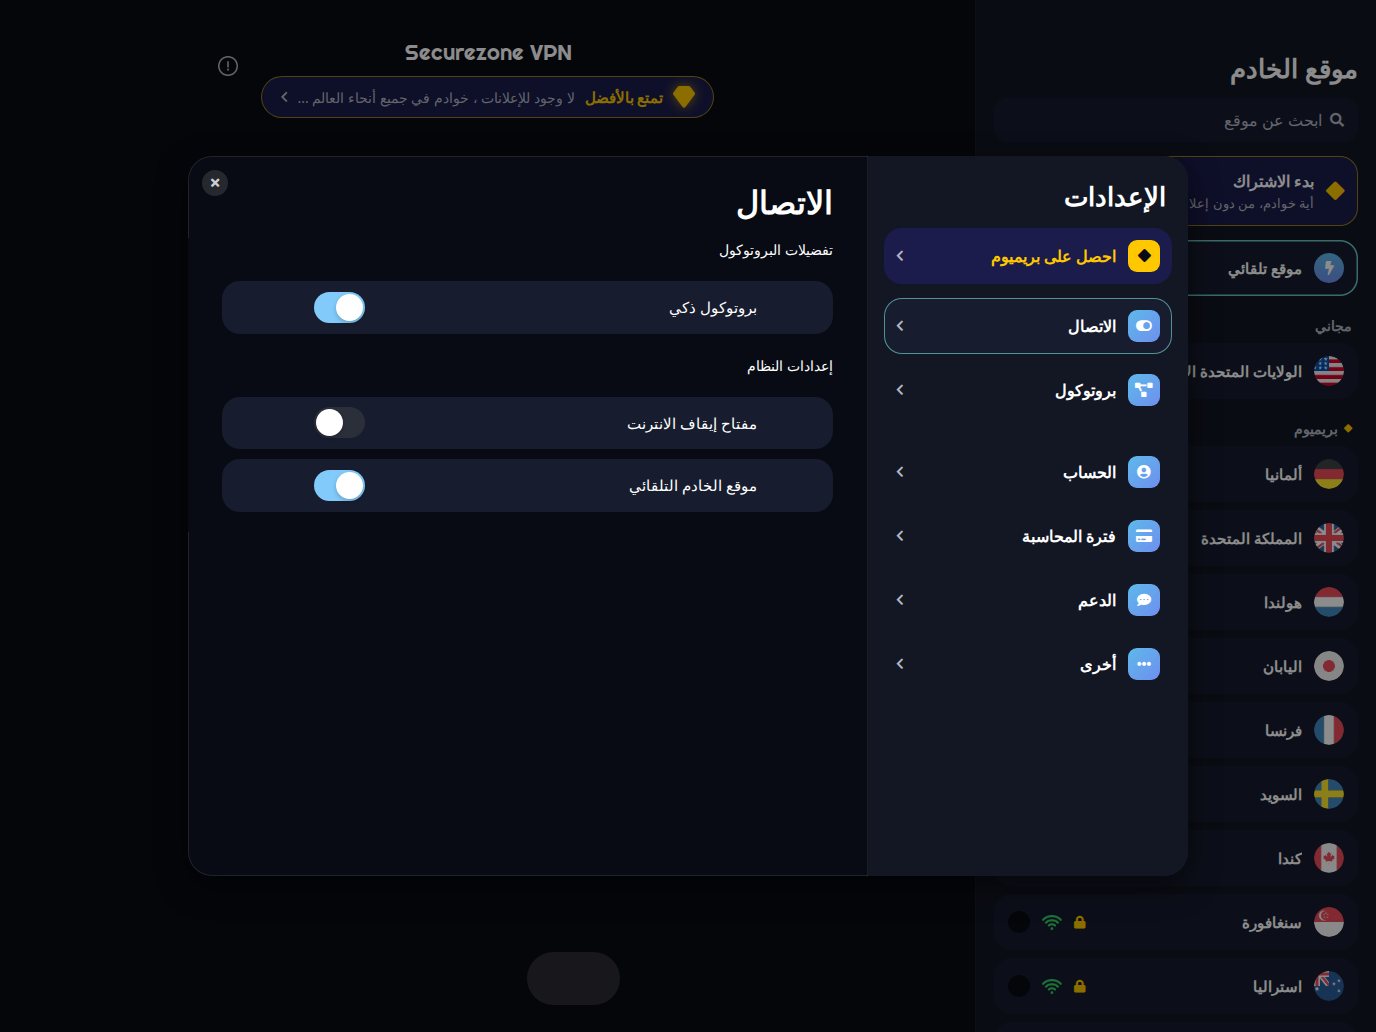 Securezone VPN
تمتع بالأفضل لا وجود للإعلانات ، خوادم في جميع أنحاء العالم ...
موقع الخادم
ابحث عن موقع
بدء الاشتراك
أية خوادم، من دون
موقع تلقائي
مجاني
الولايات المتحدة
بريميوم
ألمانيا
المملكة المتحدة
هولندا
اليابان
فرنسا
السويد
كندا
سنغافورة
استراليا
الإعدادات
احصل على بريميوم
الاتصال
بروتوكول
الحساب
فترة المحاسبة
الدعم
أخرى
الاتصال
تفضيلات البروتوكول
بروتوكول ذكي
إعدادات النظام
مفتاح إيقاف الانترنت
موقع الخادم التلقائي